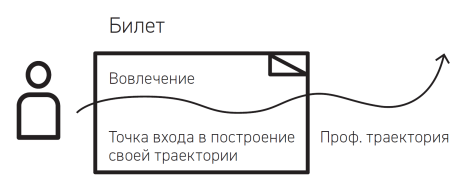 Билет
Вовлечение
Точка входа в построение
своей траектории
Проф. траектория